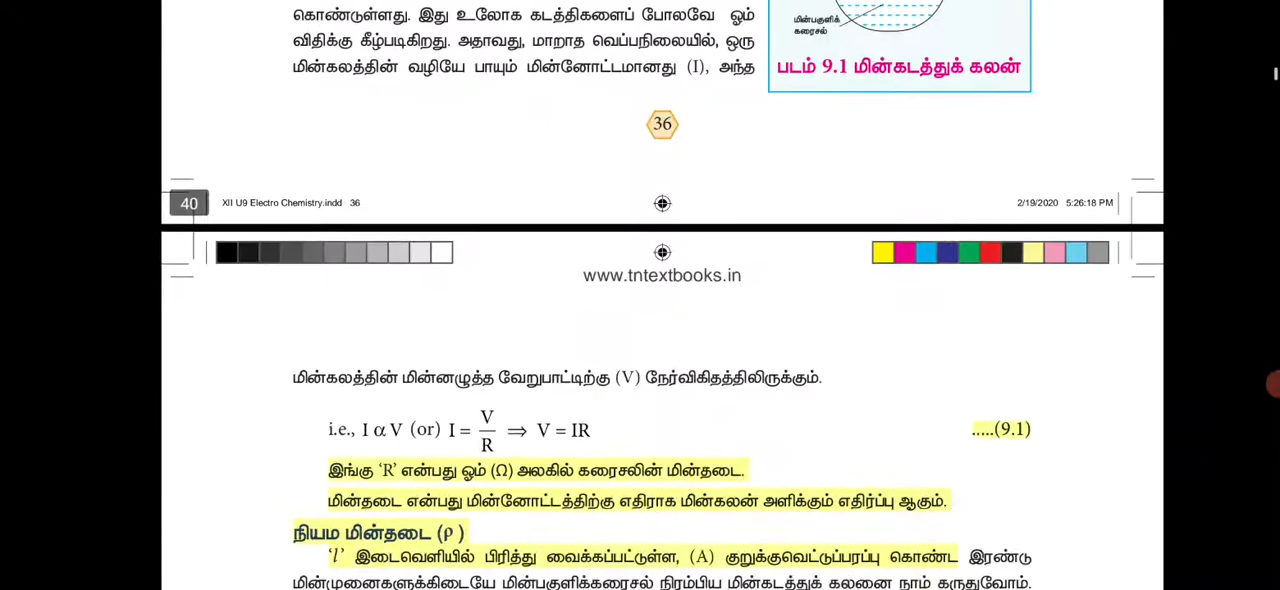 கொண்டுள்ளது. இது உலோக கடத்திகளைப் போலவே ஓம்
விதிக்கு கீழ்படிகிறது. அதாவது, மாறாத வெப்பநிலையில், ஒரு
மின்கலத்தின் வழியே பாயும் மின்னோட்டமானது (I), அந்த
மின்பகுளிக்
கரைசல்
படம் 9.1 மின்கடத்துக் கலன்
36
40
XII U9 Electro Chemistry.indd 36
2/19/2020 5:26:18 PM
www.tntextbooks.in
மின்கலத்தின் மின்னழுத்த வேறுபாட்டிற்கு (V) நேர்விகிதத்திலிருக்கும்.
i.e., I α V (or) I = V/R ⇒ V = IR .....(9.1)
இங்கு ‘R’ என்பது ஓம் (Ω) அலகில் கரைசலின் மின்தடை.
மின்தடை என்பது மின்னோட்டத்திற்கு எதிராக மின்கலன் அளிக்கும் எதிர்ப்பு ஆகும்.
நியம மின்தடை (ρ)
‘l’ இடைவெளியில் பிரித்து வைக்கப்பட்டுள்ள, (A) குறுக்குவெட்டுப்பரப்பு கொண்ட இரண்டு
மின்முனைகளுக்கிடையே மின்பகுளிக்கரைசல் நிரம்பிய மின்கடத்துக் கலனை நாம் கருதுவோம்.